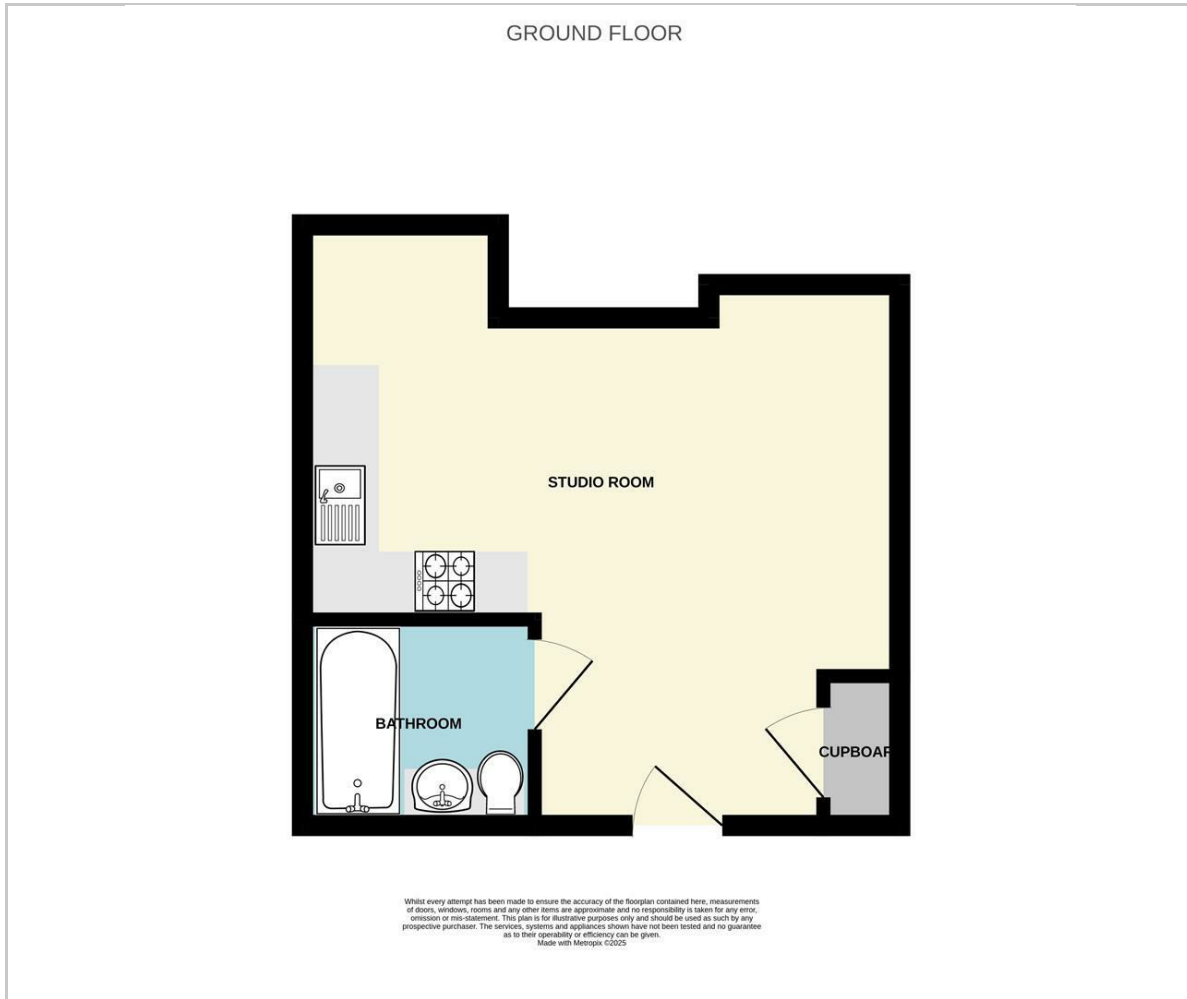 GROUND FLOOR
STUDIO ROOM
BATHROOM
CUPBOAR
Whilst every attempt has been made to ensure the accuracy of the floorplan contained here, measurements
of doors, windows, rooms and any other items are approximate and no responsibility is taken for any error,
omission or mis-statement. This plan is for illustrative purposes only and should be used as such by any
prospective purchaser. The services, systems and appliances shown have not been tested and no guarantee
as to their operability or efficiency can be given.
Made with Metropix ©2025